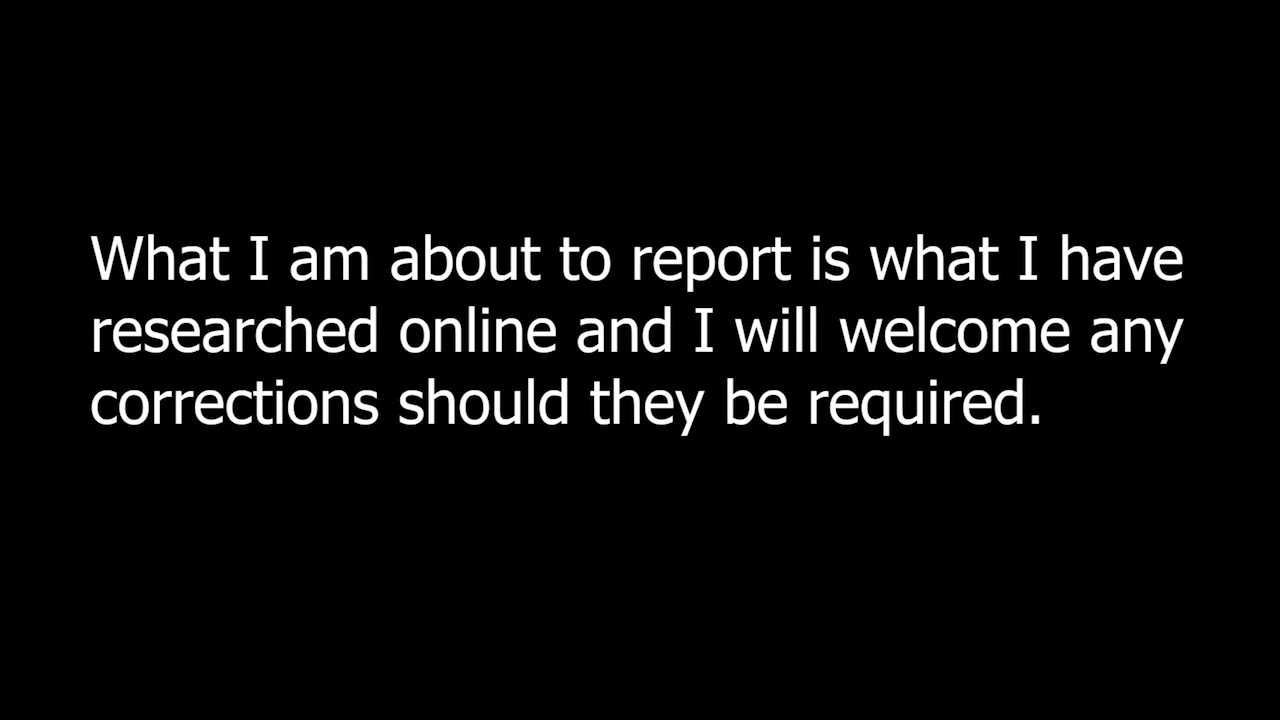 What I am about to report is what I have
researched online and I will welcome any
corrections should they be required.